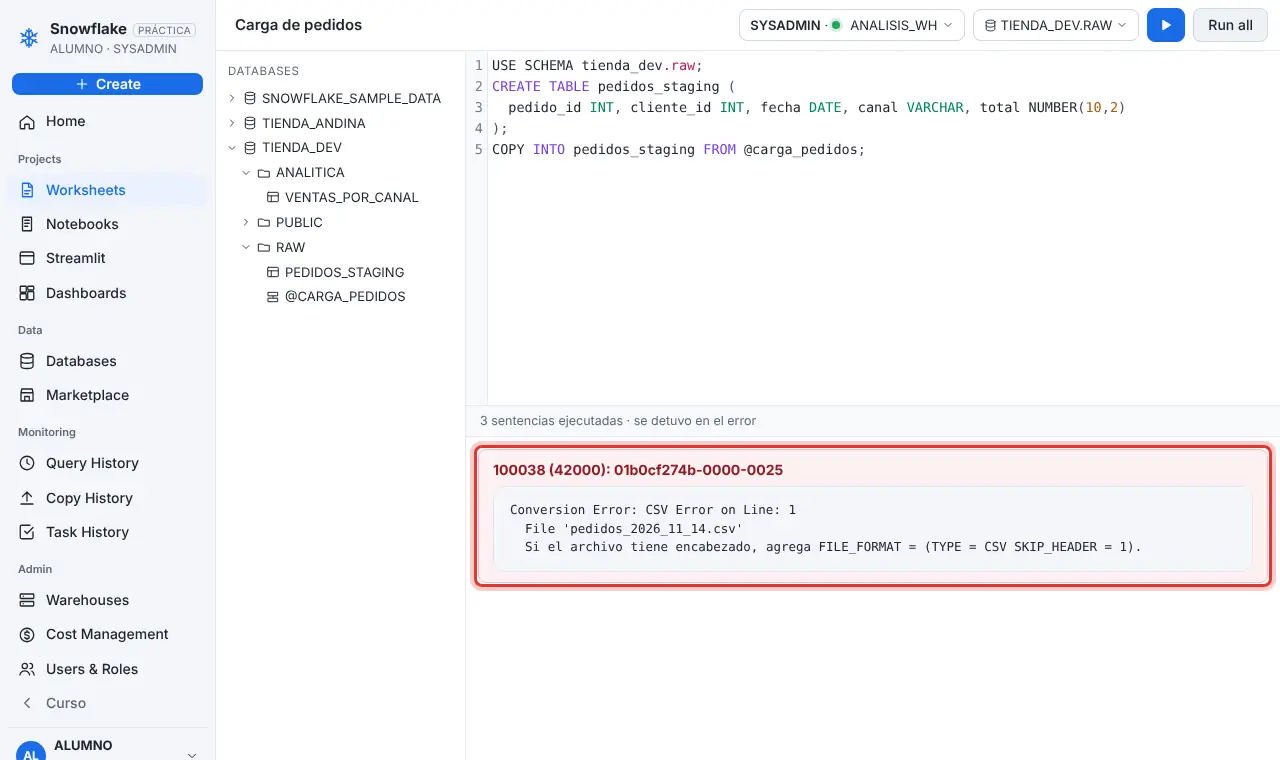 Snowflake PRÁCTICA
ALUMNO · SYSADMIN
+ Create
Home
Projects
Worksheets
Notebooks
Streamlit
Dashboards
Data
Databases
Marketplace
Monitoring
Query History
Copy History
Task History
Admin
Warehouses
Cost Management
Users & Roles
Curso
AL ALUMNO
Carga de pedidos
SYSADMIN · ANALISIS_WH
TIENDA_DEV.RAW
Run all
DATABASES
SNOWFLAKE_SAMPLE_DATA
TIENDA_ANDINA
TIENDA_DEV
ANALITICA
VENTAS_POR_CANAL
PUBLIC
RAW
PEDIDOS_STAGING
@CARGA_PEDIDOS
1 USE SCHEMA tienda_dev.raw;
2 CREATE TABLE pedidos_staging (
3 pedido_id INT, cliente_id INT, fecha DATE, canal VARCHAR, total NUMBER(10,2)
4 );
5 COPY INTO pedidos_staging FROM @carga_pedidos;
3 sentencias ejecutadas · se detuvo en el error
100038 (42000): 01b0cf274b-0000-0025
Conversion Error: CSV Error on Line: 1
File 'pedidos_2026_11_14.csv'
Si el archivo tiene encabezado, agrega FILE_FORMAT = (TYPE = CSV SKIP_HEADER = 1).